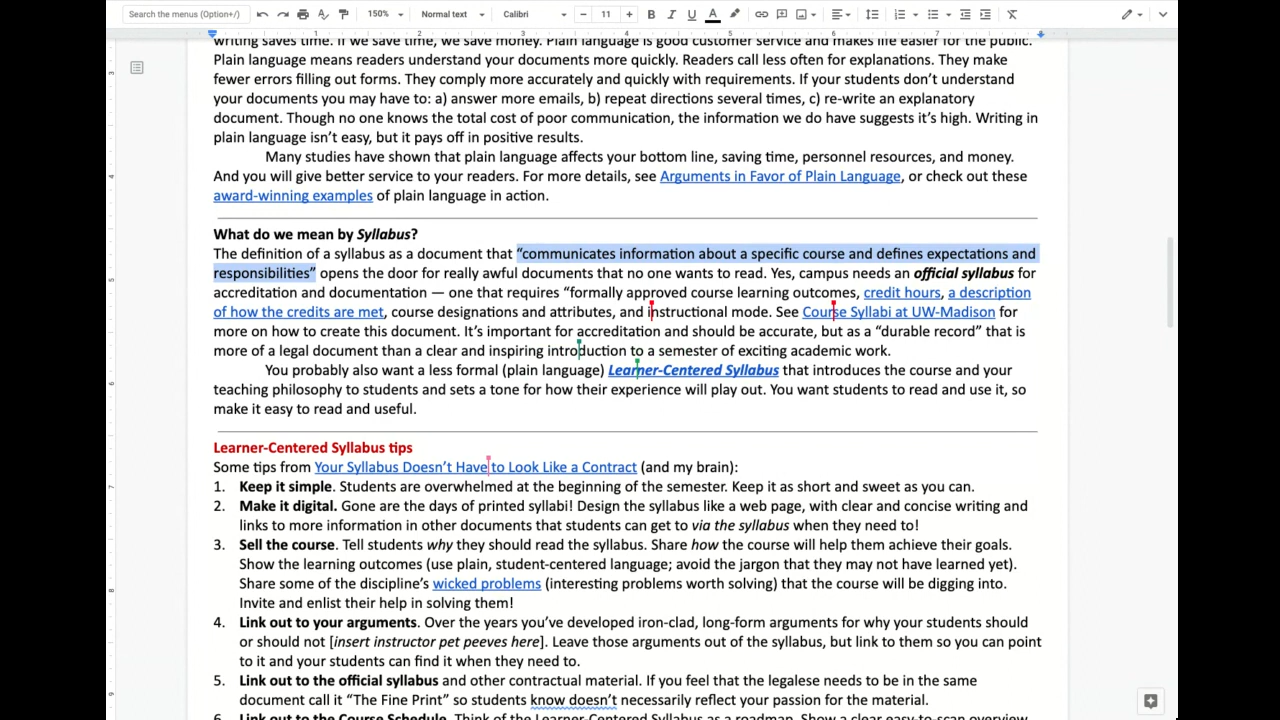 Search the menus (Option+/)
150%
Normal text
Calibri
11
B I U A
1 2 3 4 5 6 7
writing saves time. If we save time, we save money. Plain language is good customer service and makes life easier for the public.
Plain language means readers understand your documents more quickly. Readers call less often for explanations. They make
fewer errors filling out forms. They comply more accurately and quickly with requirements. If your students don’t understand
your documents you may have to: a) answer more emails, b) repeat directions several times, c) re-write an explanatory
document. Though no one knows the total cost of poor communication, the information we do have suggests it’s high. Writing in
plain language isn’t easy, but it pays off in positive results.
Many studies have shown that plain language affects your bottom line, saving time, personnel resources, and money.
And you will give better service to your readers. For more details, see Arguments in Favor of Plain Language, or check out these
award-winning examples of plain language in action.
What do we mean by Syllabus?
The definition of a syllabus as a document that “communicates information about a specific course and defines expectations and
responsibilities” opens the door for really awful documents that no one wants to read. Yes, campus needs an official syllabus for
accreditation and documentation — one that requires “formally approved course learning outcomes, credit hours, a description
of how the credits are met, course designations and attributes, and instructional mode. See Course Syllabi at UW-Madison for
more on how to create this document. It’s important for accreditation and should be accurate, but as a “durable record” that is
more of a legal document than a clear and inspiring introduction to a semester of exciting academic work.
You probably also want a less formal (plain language) Learner-Centered Syllabus that introduces the course and your
teaching philosophy to students and sets a tone for how their experience will play out. You want students to read and use it, so
make it easy to read and useful.
Learner-Centered Syllabus tips
Some tips from Your Syllabus Doesn’t Have to Look Like a Contract (and my brain):
1. Keep it simple. Students are overwhelmed at the beginning of the semester. Keep it as short and sweet as you can.
2. Make it digital. Gone are the days of printed syllabi! Design the syllabus like a web page, with clear and concise writing and
links to more information in other documents that students can get to via the syllabus when they need to!
3. Sell the course. Tell students why they should read the syllabus. Share how the course will help them achieve their goals.
Show the learning outcomes (use plain, student-centered language; avoid the jargon that they may not have learned yet).
Share some of the discipline’s wicked problems (interesting problems worth solving) that the course will be digging into.
Invite and enlist their help in solving them!
4. Link out to your arguments. Over the years you’ve developed iron-clad, long-form arguments for why your students should
or should not [insert instructor pet peeves here]. Leave those arguments out of the syllabus, but link to them so you can point
to it and your students can find it when they need to.
5. Link out to the official syllabus and other contractual material. If you feel that the legalese needs to be in the same
document call it “The Fine Print” so students know doesn’t necessarily reflect your passion for the material.
6. Link out to the Course Schedule. Think of the Learner-Centered Syllabus as a roadmap. Show a clear easy-to-scan overview